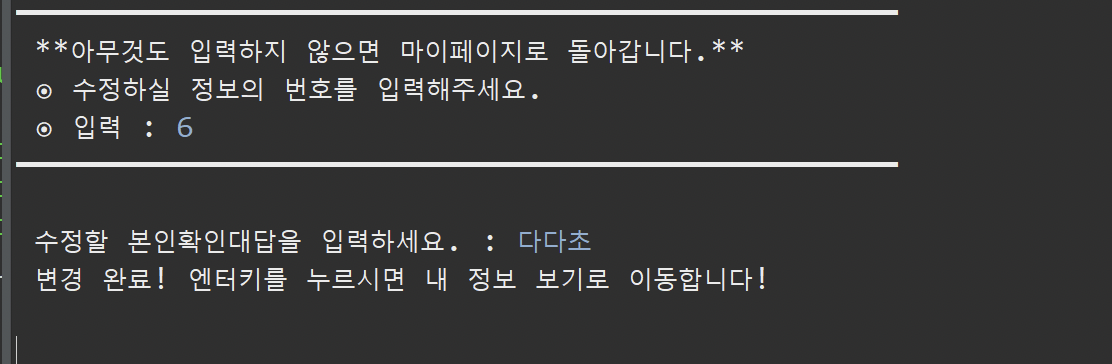 **아무것도 입력하지 않으면 마이페이지로 돌아갑니다.**
⊙ 수정하실 정보의 번호를 입력해주세요.
⊙ 입력 : 6
수정할 본인확인대답을 입력하세요. : 다다초
변경 완료! 엔터키를 누르시면 내 정보 보기로 이동합니다!